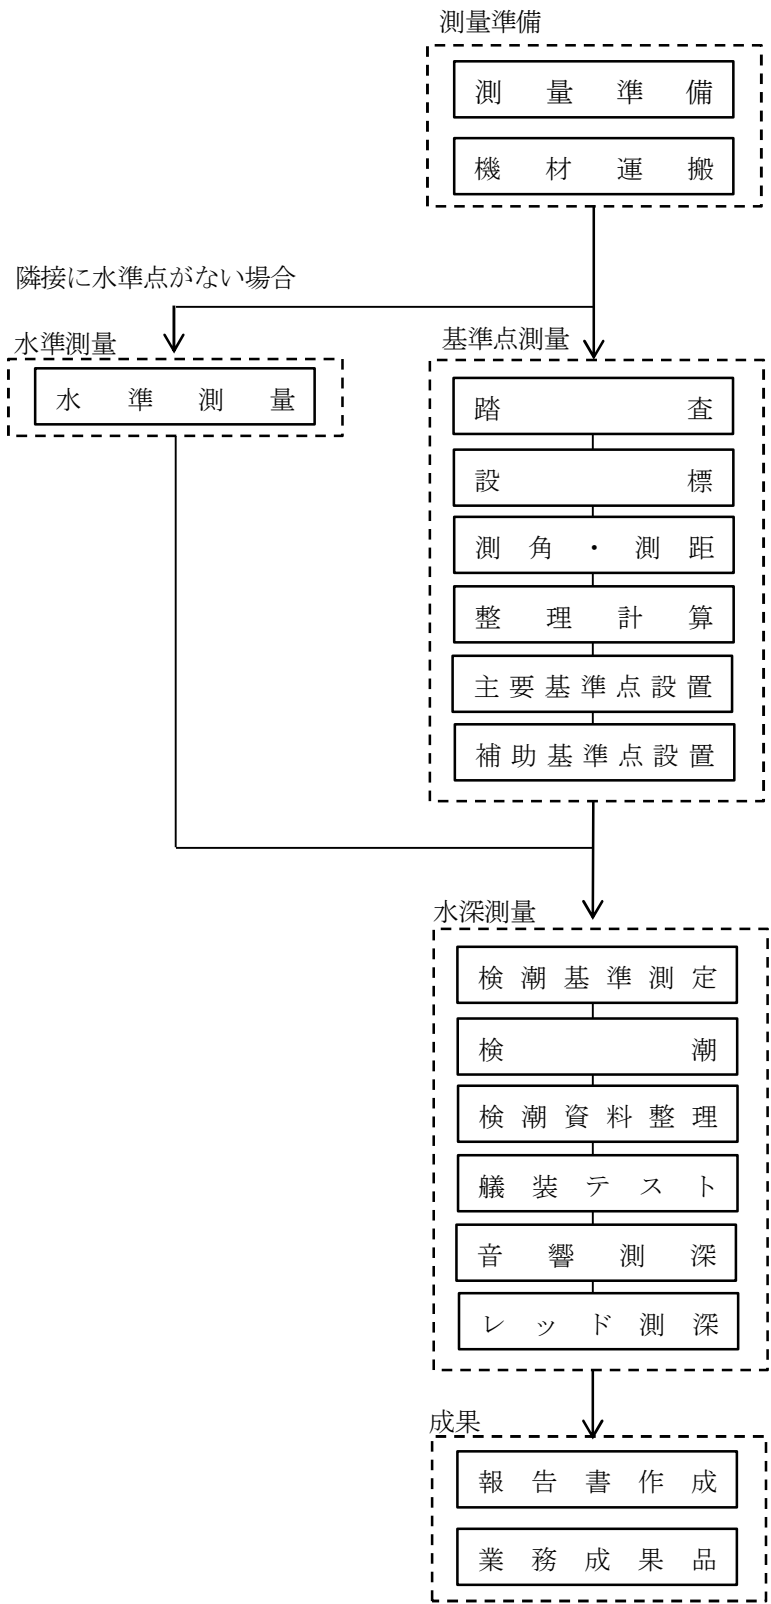 測量準備
測量準備
機材運搬
隣接に水準点がない場合
水準測量
水準測量
基準点測量
踏査
設標
測角・測距
整理計算
主要基準点設置
補助基準点設置
水深測量
検潮基準測定
検潮
検潮資料整理
艤装テスト
音響測深
レッド測深
成果
報告書作成
業務成果品